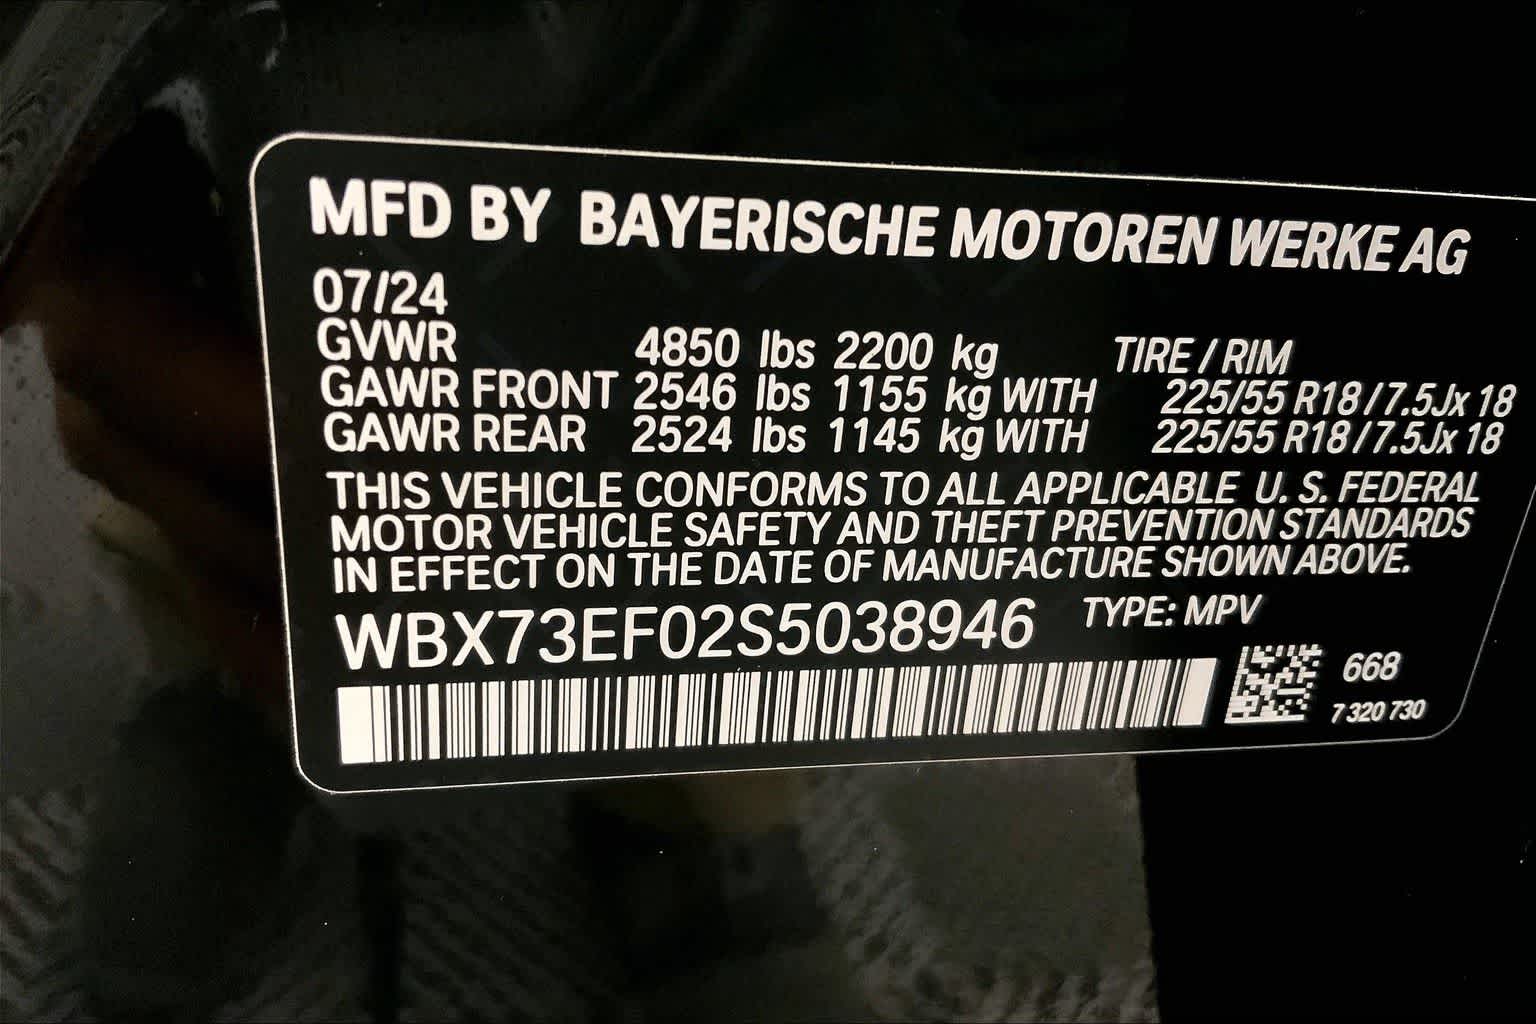 MFD BY BAYERISCHE MOTOREN WERKE AG
07/24
GVWR 4850 lbs 2200 kg TIRE / RIM
GAWR FRONT 2546 lbs 1155 kg WITH 225/55 R18 / 7.5Jx 18
GAWR REAR 2524 lbs 1145 kg WITH 225/55 R18 / 7.5Jx 18
THIS VEHICLE CONFORMS TO ALL APPLICABLE U. S. FEDERAL
MOTOR VEHICLE SAFETY AND THEFT PREVENTION STANDARDS
IN EFFECT ON THE DATE OF MANUFACTURE SHOWN ABOVE.
WBX73EF02S5038946 TYPE: MPV
668
7 320 730